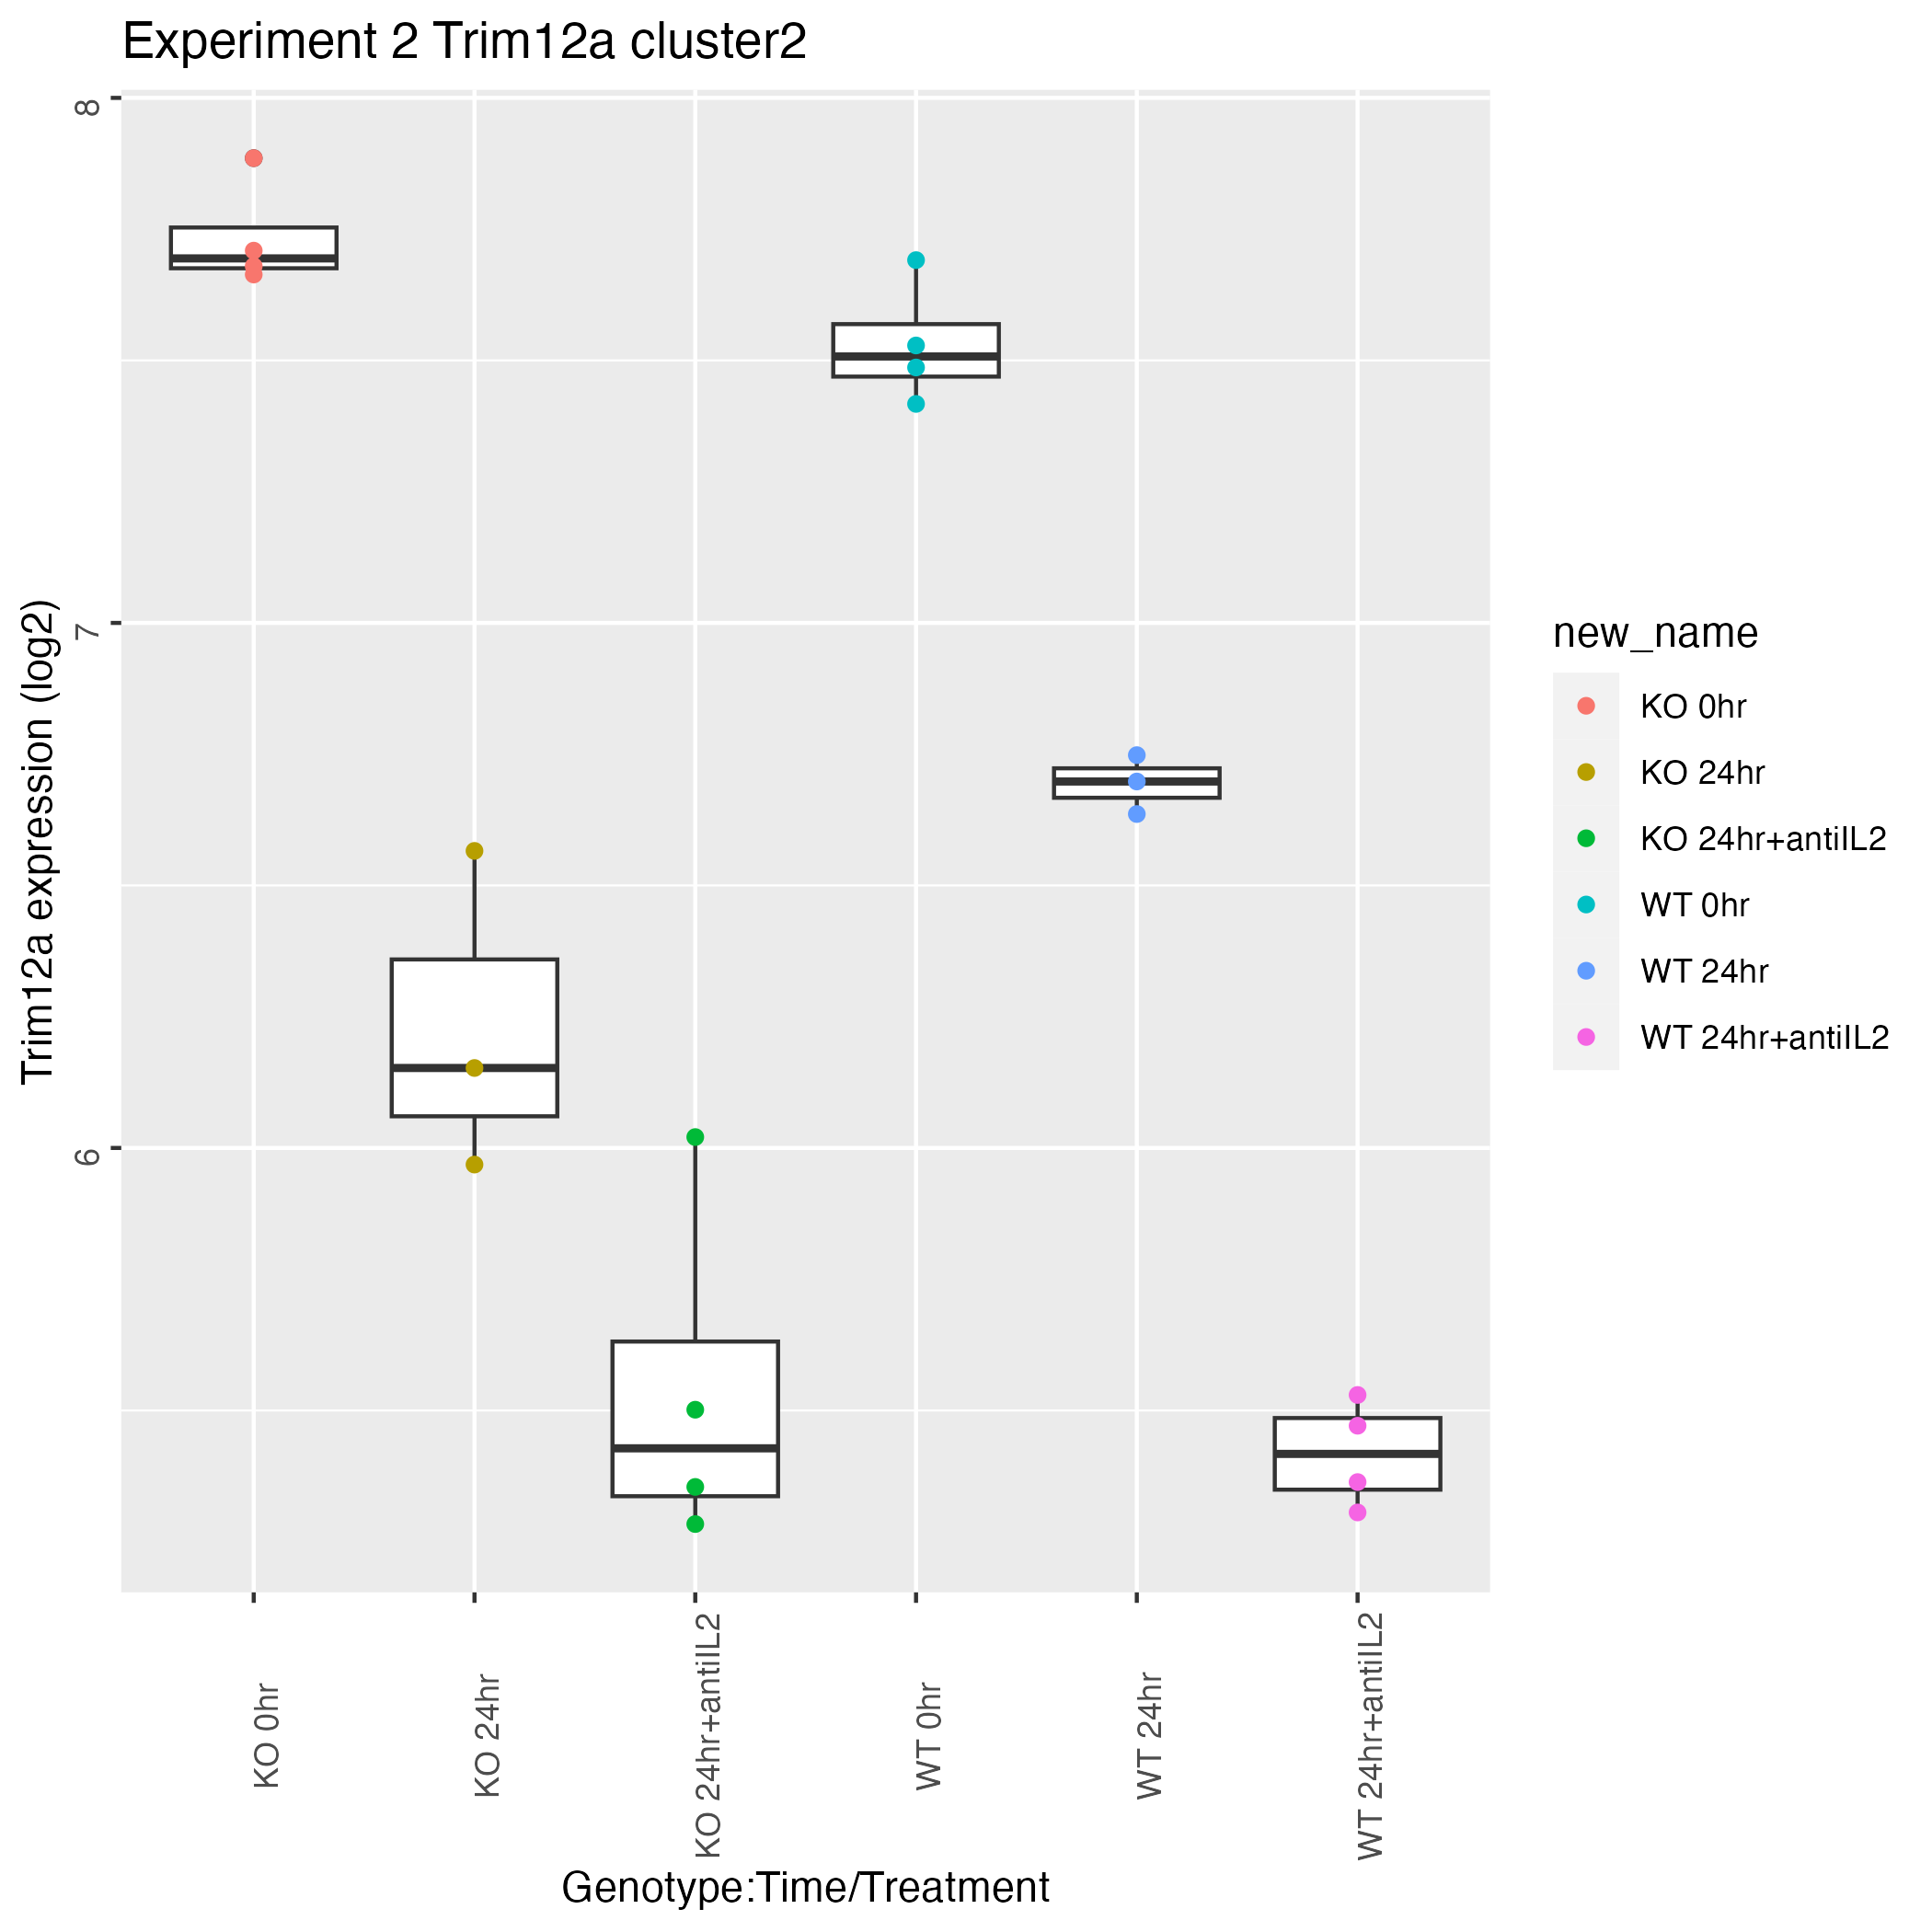 Experiment 2 Trim12a cluster2
Trim12a expression (log2)
8
7
6
KO 0hr
KO 24hr
KO 24hr+antiIL2
WT 0hr
WT 24hr
WT 24hr+antiIL2
Genotype:Time/Treatment
new_name
KO 0hr
KO 24hr
KO 24hr+antiIL2
WT 0hr
WT 24hr
WT 24hr+antiIL2